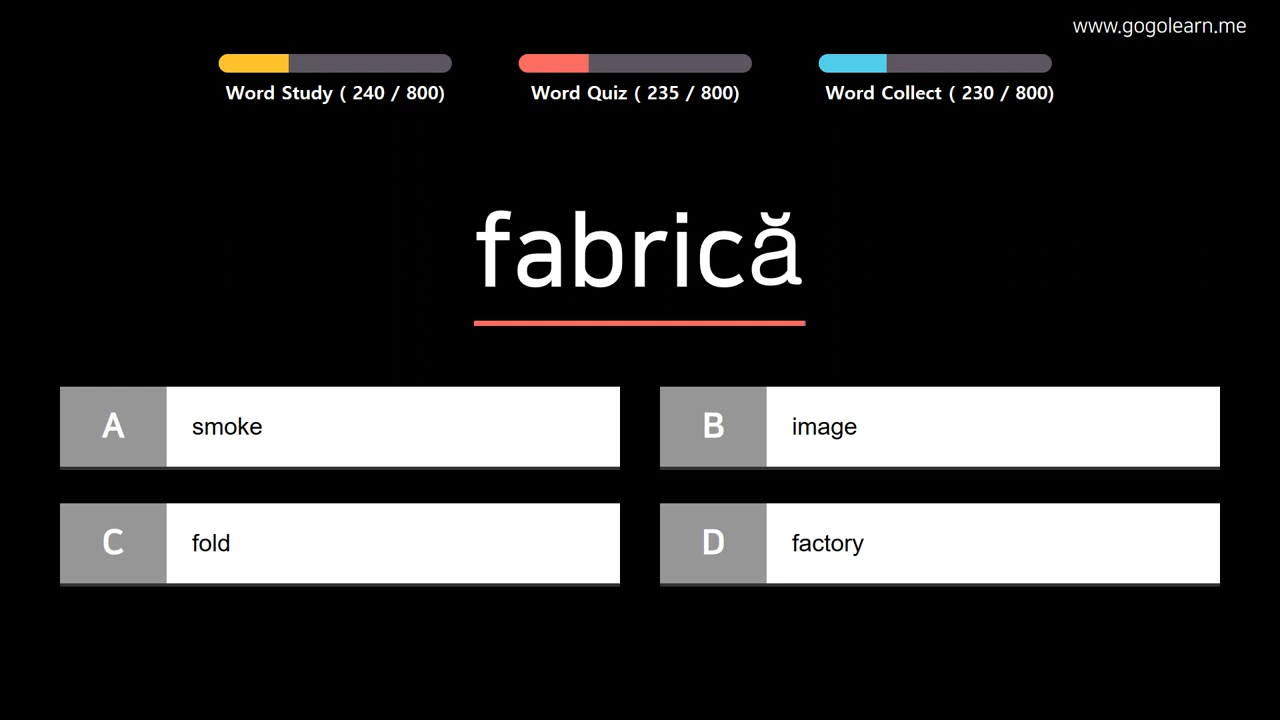 www.gogolearn.me
Word Study ( 240 / 800)
Word Quiz ( 235 / 800)
Word Collect ( 230 / 800)
fabrică
A smoke
B image
C fold
D factory